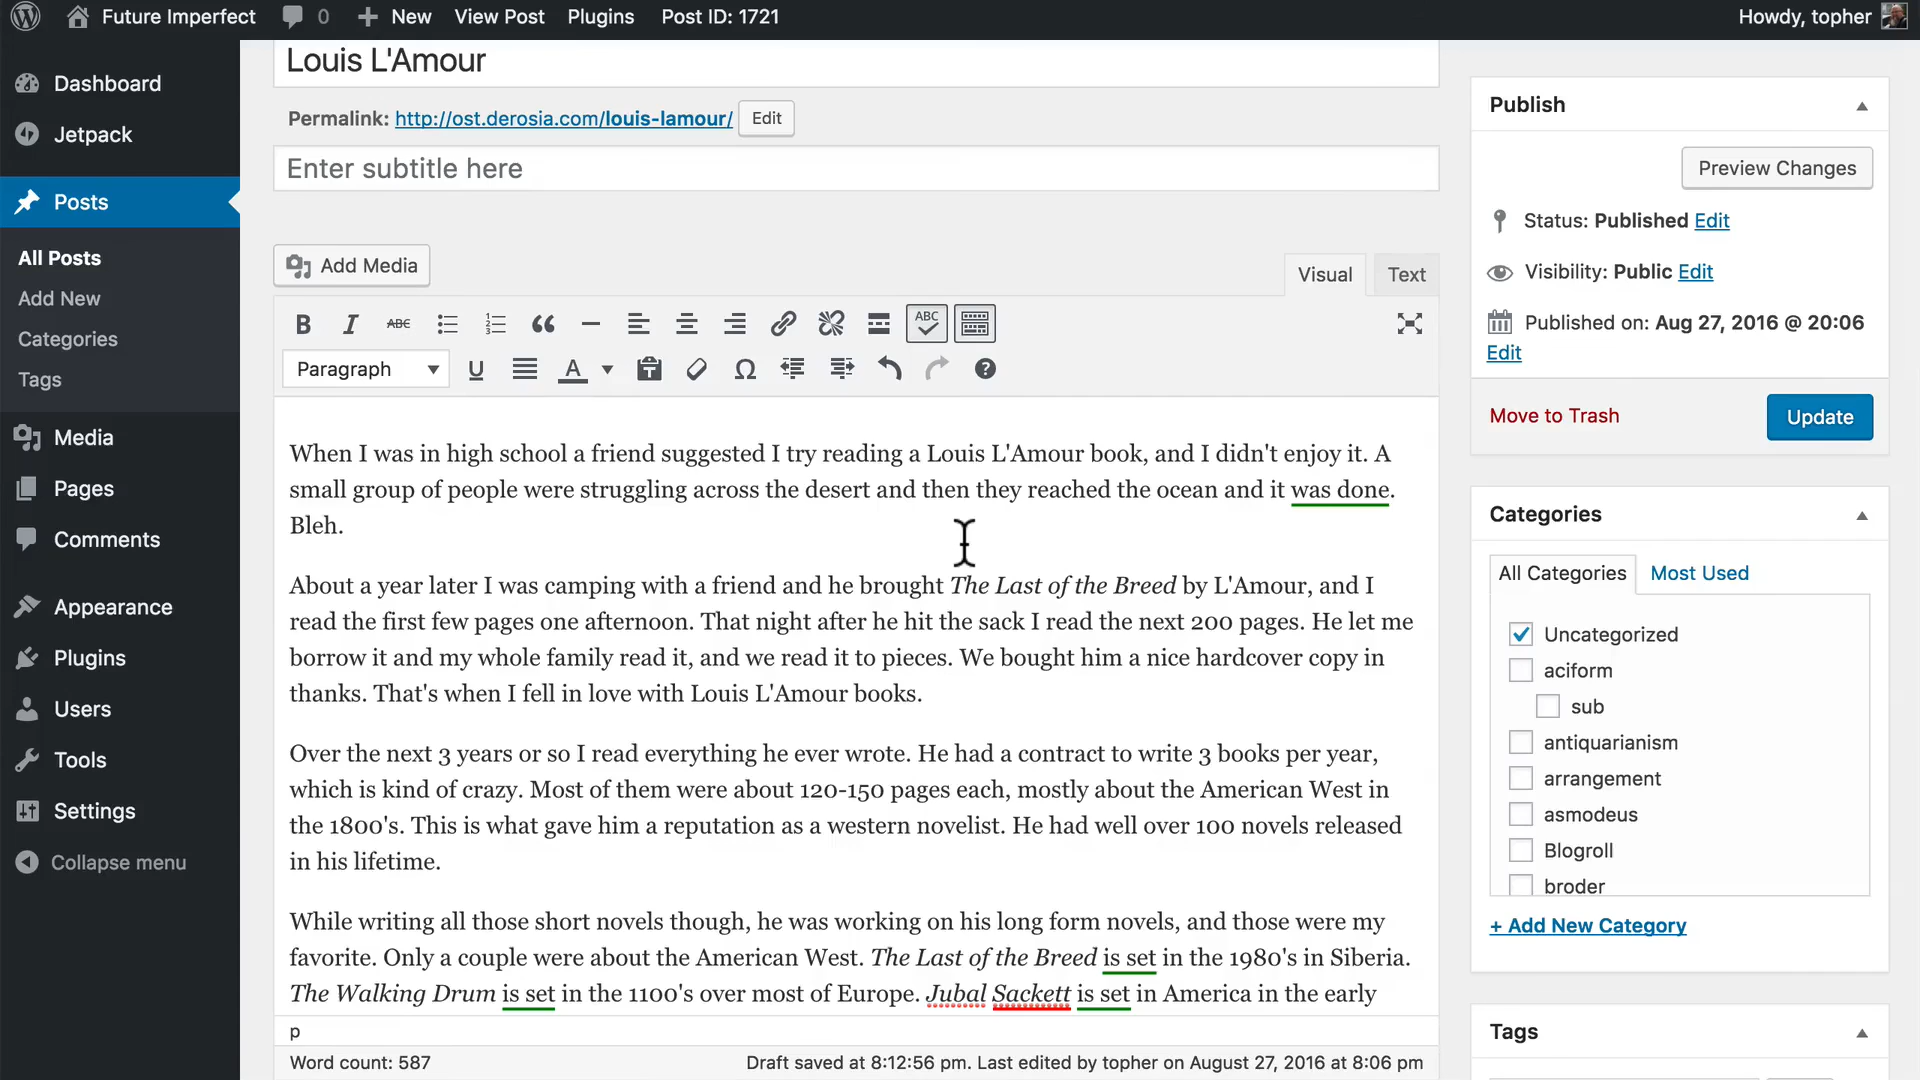 Future Imperfect 0 New View Post Plugins Post ID: 1721 Howdy, topher
Dashboard
Jetpack
Posts
All Posts
Add New
Categories
Tags
Media
Pages
Comments
Appearance
Plugins
Users
Tools
Settings
Collapse menu
Louis L'Amour
Permalink: http://ost.derosia.com/louis-lamour/ Edit
Enter subtitle here
Add Media
Visual Text
B I ABC ABC
Paragraph U A Ω ?
When I was in high school a friend suggested I try reading a Louis L'Amour book, and I didn't enjoy it. A
small group of people were struggling across the desert and then they reached the ocean and it was done.
Bleh.
About a year later I was camping with a friend and he brought The Last of the Breed by L'Amour, and I
read the first few pages one afternoon. That night after he hit the sack I read the next 200 pages. He let me
borrow it and my whole family read it, and we read it to pieces. We bought him a nice hardcover copy in
thanks. That's when I fell in love with Louis L'Amour books.
Over the next 3 years or so I read everything he ever wrote. He had a contract to write 3 books per year,
which is kind of crazy. Most of them were about 120-150 pages each, mostly about the American West in
the 1800's. This is what gave him a reputation as a western novelist. He had well over 100 novels released
in his lifetime.
While writing all those short novels though, he was working on his long form novels, and those were my
favorite. Only a couple were about the American West. The Last of the Breed is set in the 1980's in Siberia.
The Walking Drum is set in the 1100's over most of Europe. Jubal Sackett is set in America in the early
p
Word count: 587 Draft saved at 8:12:56 pm. Last edited by topher on August 27, 2016 at 8:06 pm
Publish
Preview Changes
Status: Published Edit
Visibility: Public Edit
Published on: Aug 27, 2016 @ 20:06
Edit
Move to Trash Update
Categories
All Categories Most Used
Uncategorized
aciform
sub
antiquarianism
arrangement
asmodeus
Blogroll
broder
+ Add New Category
Tags